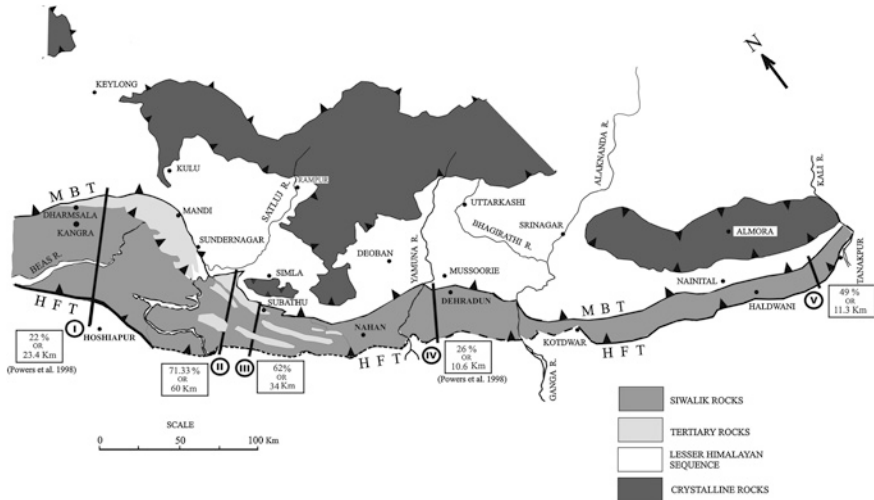 N
KEYLONG
KULU
RAMPUR
SATLUJ R.
UTTARKASHI
ALAKNANDA R.
KALI R.
MBT
DHARMSALA
KANGRA
MANDI
SUNDERNAGAR
BEAS R.
SIMLA
DEOBAN
YAMUNA R.
BHAGIRATHI R.
SRINAGAR
ALMORA
TANAKPUR
MUSSOORIE
SUBATHU
DEHRADUN
NAINITAL
HALDWANI
MBT
HFT
HOSHIAPUR
NAHAN
KOTDWAR
HFT
GANGA R.
I
22 %
OR
23.4 Km
(Powers et al. 1998)
II
71.33 %
OR
60 Km
III
62%
OR
34 Km
IV
26 %
OR
10.6 Km
(Powers et al. 1998)
V
49 %
OR
11.3 Km
SCALE
0 50 100 Km
SIWALIK ROCKS
TERTIARY ROCKS
LESSER HIMALAYAN
SEQUENCE
CRYSTALLINE ROCKS